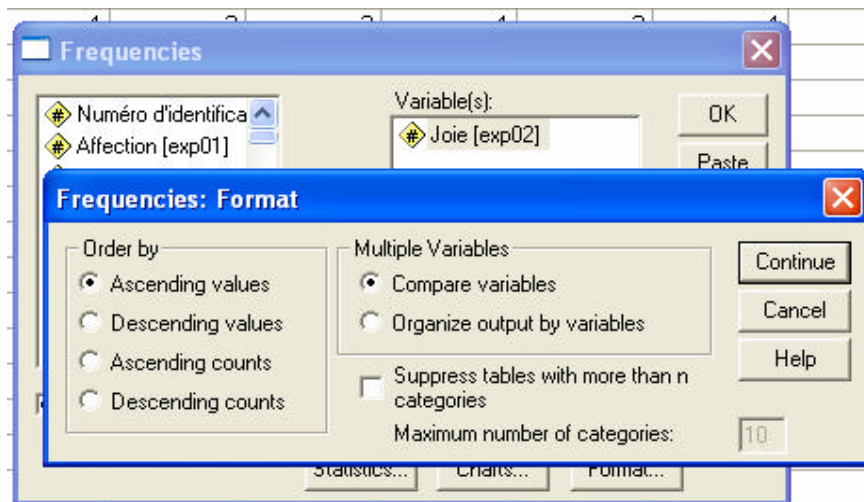 Frequencies
Numéro d'identifica
Affection [exp01]
Variable(s):
Joie [exp02]
OK
Paste
Frequencies: Format
Order by
Ascending values
Descending values
Ascending counts
Descending counts
Multiple Variables
Compare variables
Organize output by variables
Suppress tables with more than n
categories
Maximum number of categories:
10
Continue
Cancel
Help
Statistics...
Charts...
Format...